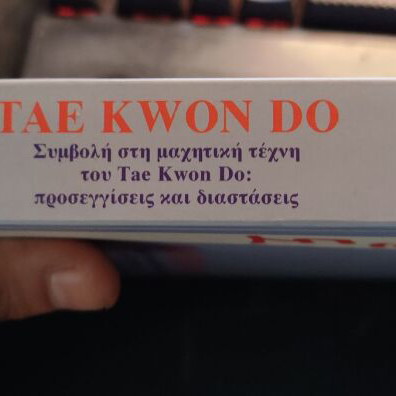 TAE KWON DO
Συμβολή στη μαχητική τέχνη
του Tae Kwon Do:
προσεγγίσεις και διαστάσεις